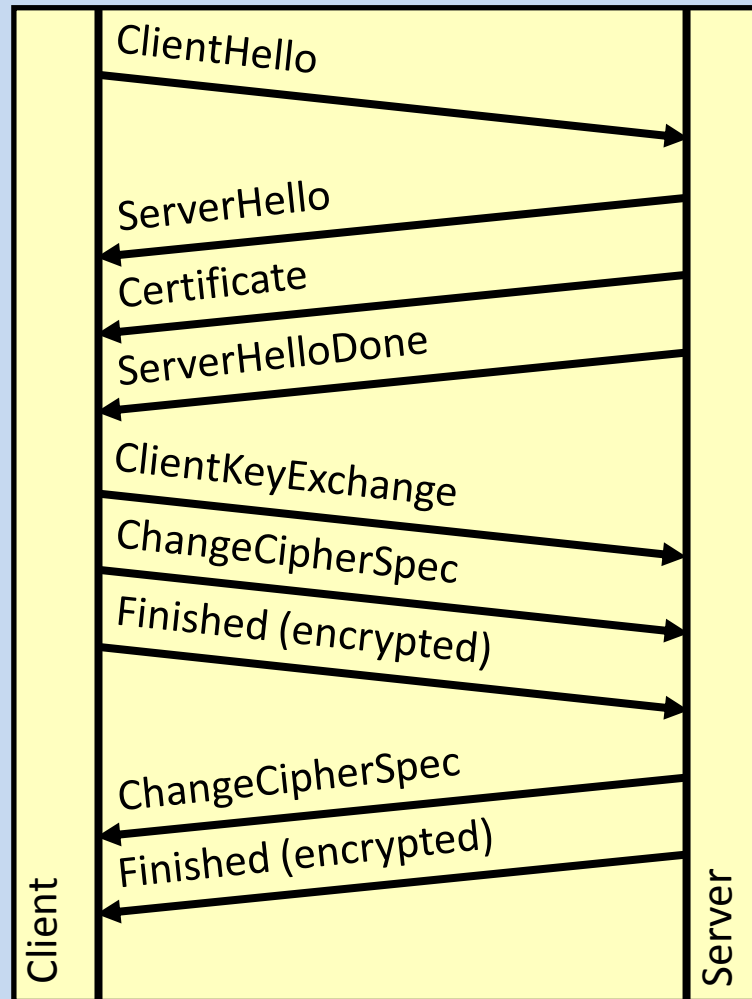 ClientHello
ServerHello
Certificate
ServerHelloDone
ClientKeyExchange
ChangeCipherSpec
Finished (encrypted)
ChangeCipherSpec
Finished (encrypted)
Client
Server